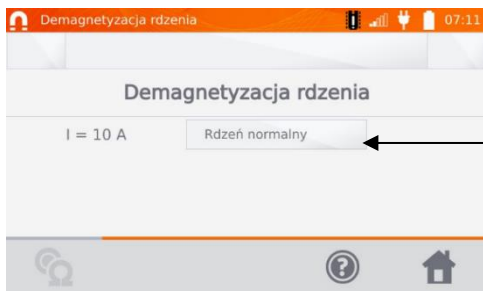 Demagnetyzacja rdzenia 07:11
Demagnetyzacja rdzenia
I = 10 A Rdzeń normalny